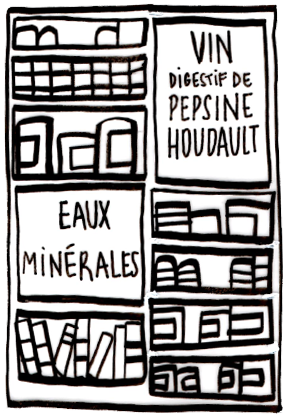 VIN
DIGESTIF DE
PEPSINE
HOUDAULT
EAUX
MINÉRALES